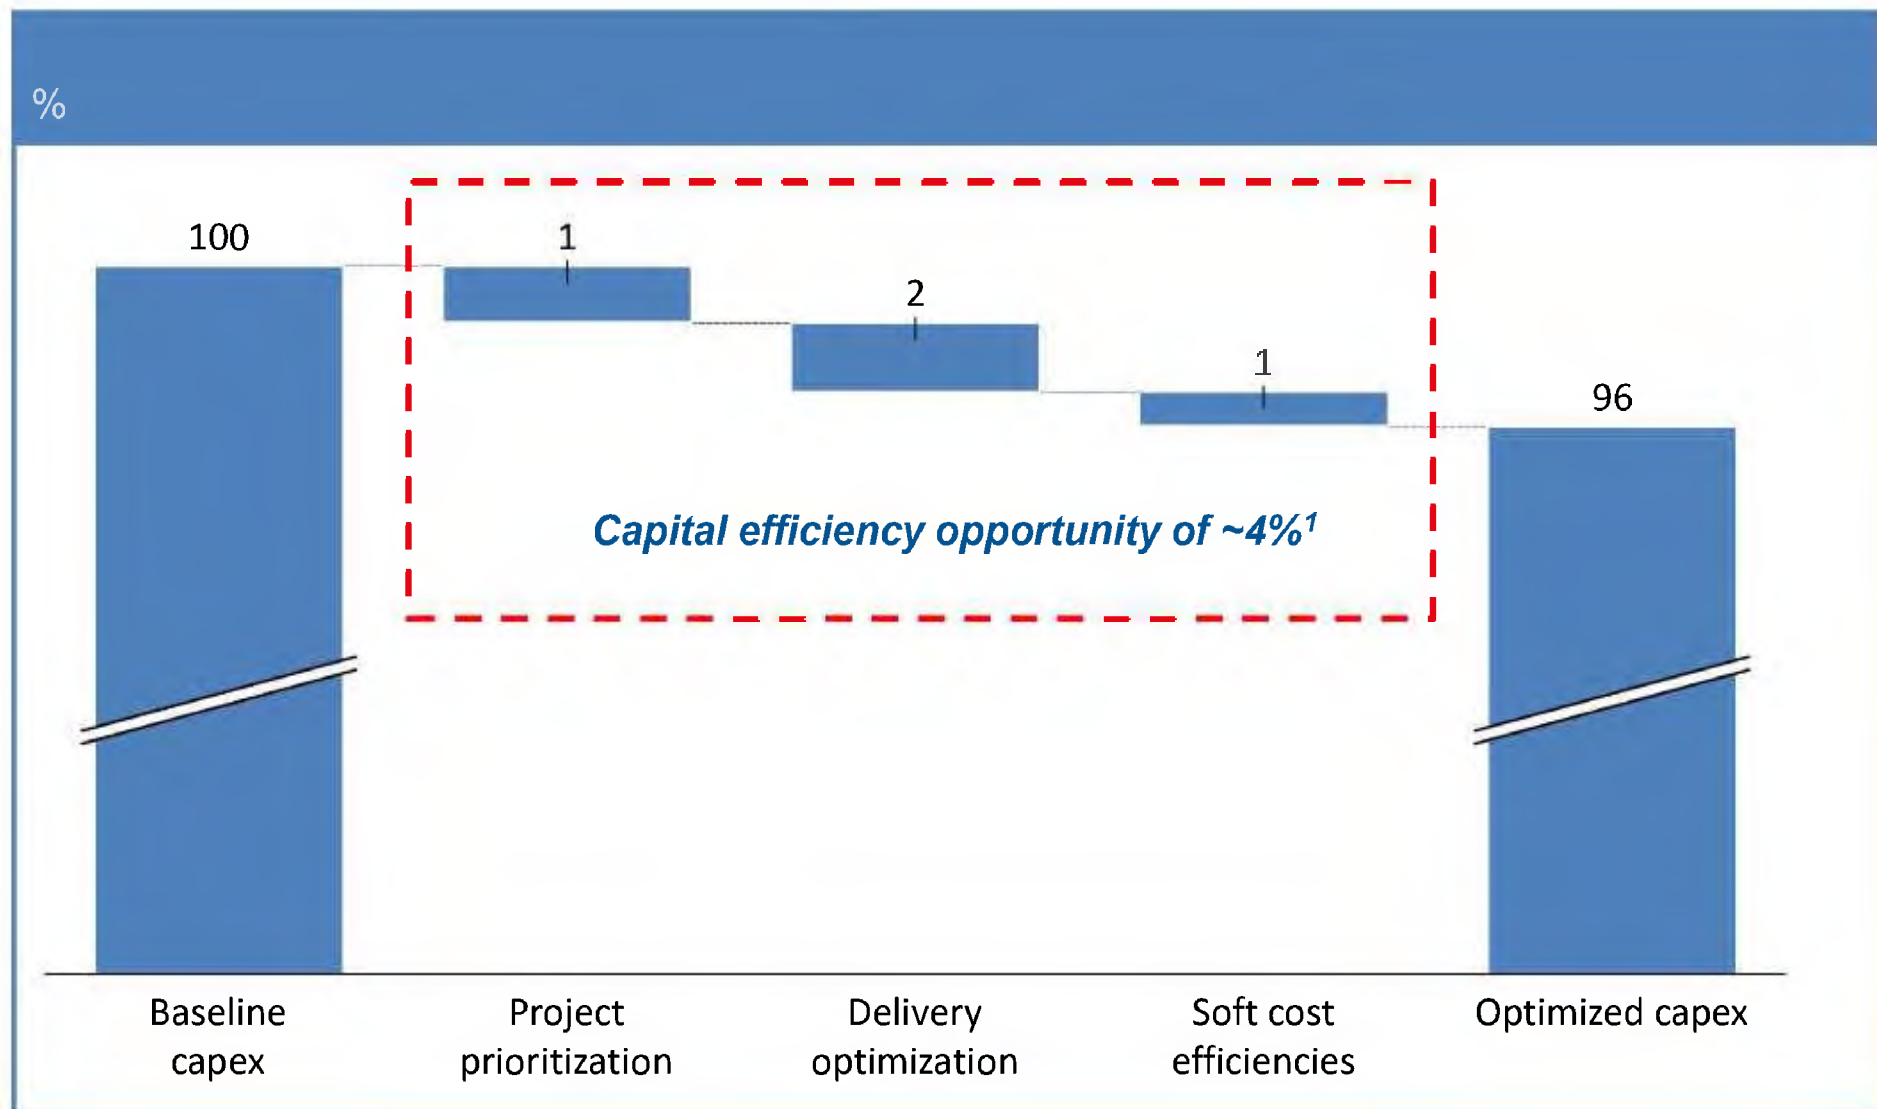 %
100
1
2
1
96
Capital efficiency opportunity of ~4%¹
Baseline
capex
Project
prioritization
Delivery
optimization
Soft cost
efficiencies
Optimized capex